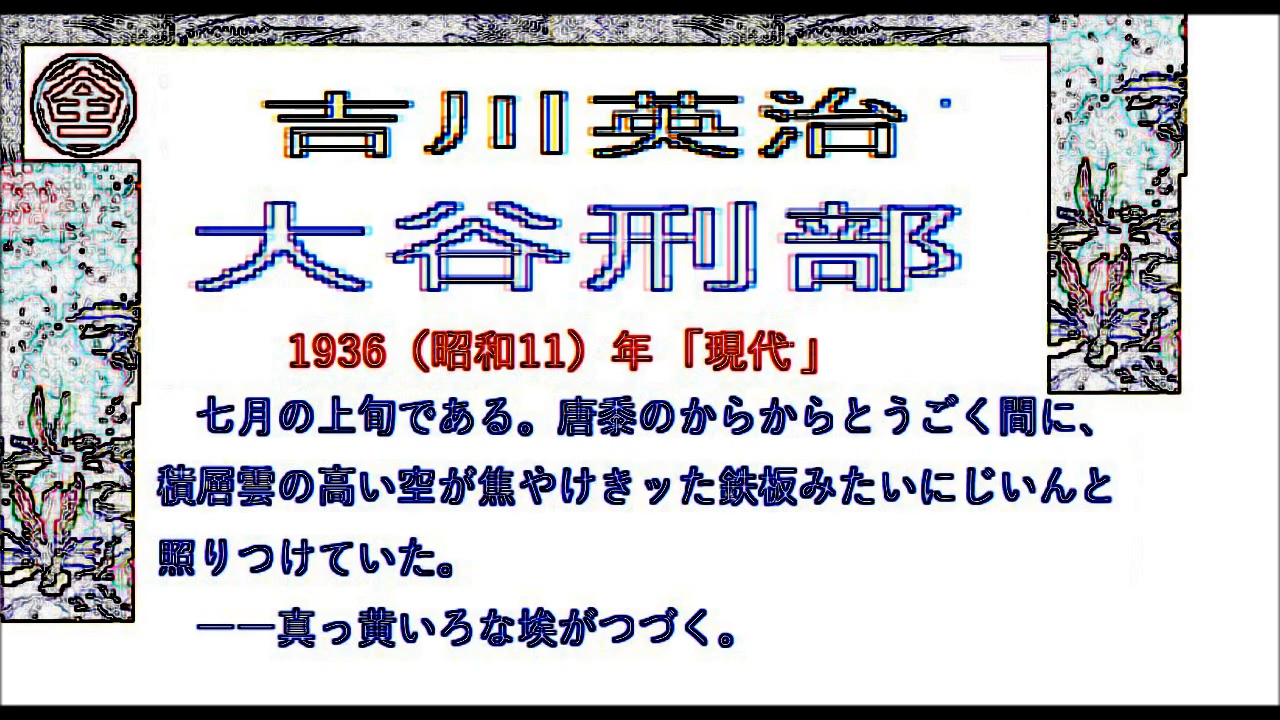 吉川英治
大谷刑部
1936（昭和11）年「現代」
七月の上旬である。唐黍のからからとうごく間に、
積層雲の高い空が焦やけきッた鉄板みたいにじいんと
照りつけていた。
――真っ黄いろな埃がつづく。